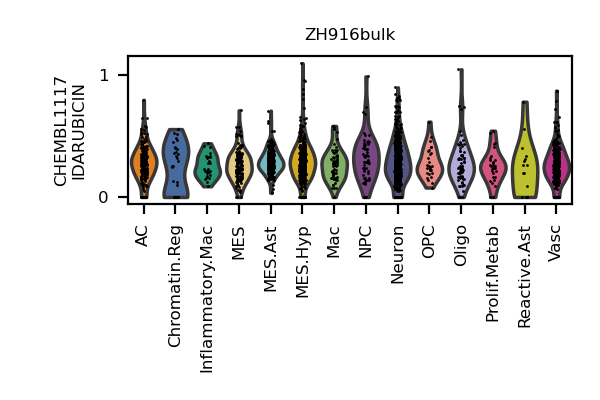 ZH916bulk
CHEMBL1117
IDARUBICIN
1
0
AC
Chromatin.Reg
Inflammatory.Mac
MES
MES.Ast
MES.Hyp
Mac
NPC
Neuron
OPC
Oligo
Prolif.Metab
Reactive.Ast
Vasc